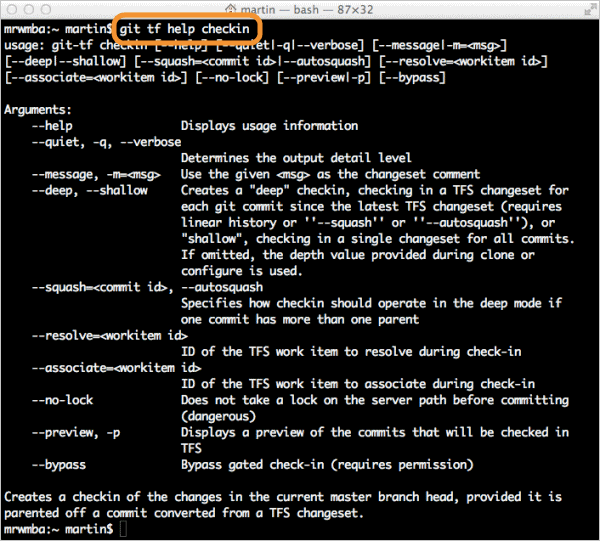 martin — bash — 87×32
mrwmba:~ martin$ git tf help checkin
usage: git-tf checkin [--help] [--quiet|-q|--verbose] [--message|-m=<msg>]
[--deep|--shallow] [--squash=<commit id>|--autosquash] [--resolve=<workitem id>]
[--associate=<workitem id>] [--no-lock] [--preview|-p] [--bypass]
Arguments:
--help Displays usage information
--quiet, -q, --verbose
Determines the output detail level
--message, -m=<msg> Use the given <msg> as the changeset comment
--deep, --shallow Creates a "deep" checkin, checking in a TFS changeset for
each git commit since the latest TFS changeset (requires
linear history or ''--squash'' or ''--autosquash''), or
"shallow", checking in a single changeset for all commits.
If omitted, the depth value provided during clone or
configure is used.
--squash=<commit id>, --autosquash
Specifies how checkin should operate in the deep mode if
one commit has more than one parent
--resolve=<workitem id>
ID of the TFS work item to resolve during check-in
--associate=<workitem id>
ID of the TFS work item to associate during check-in
--no-lock Does not take a lock on the server path before committing
(dangerous)
--preview, -p Displays a preview of the commits that will be checked in
TFS
--bypass Bypass gated check-in (requires permission)
Creates a checkin of the changes in the current master branch head, provided it is
parented off a commit converted from a TFS changeset.
mrwmba:~ martin$